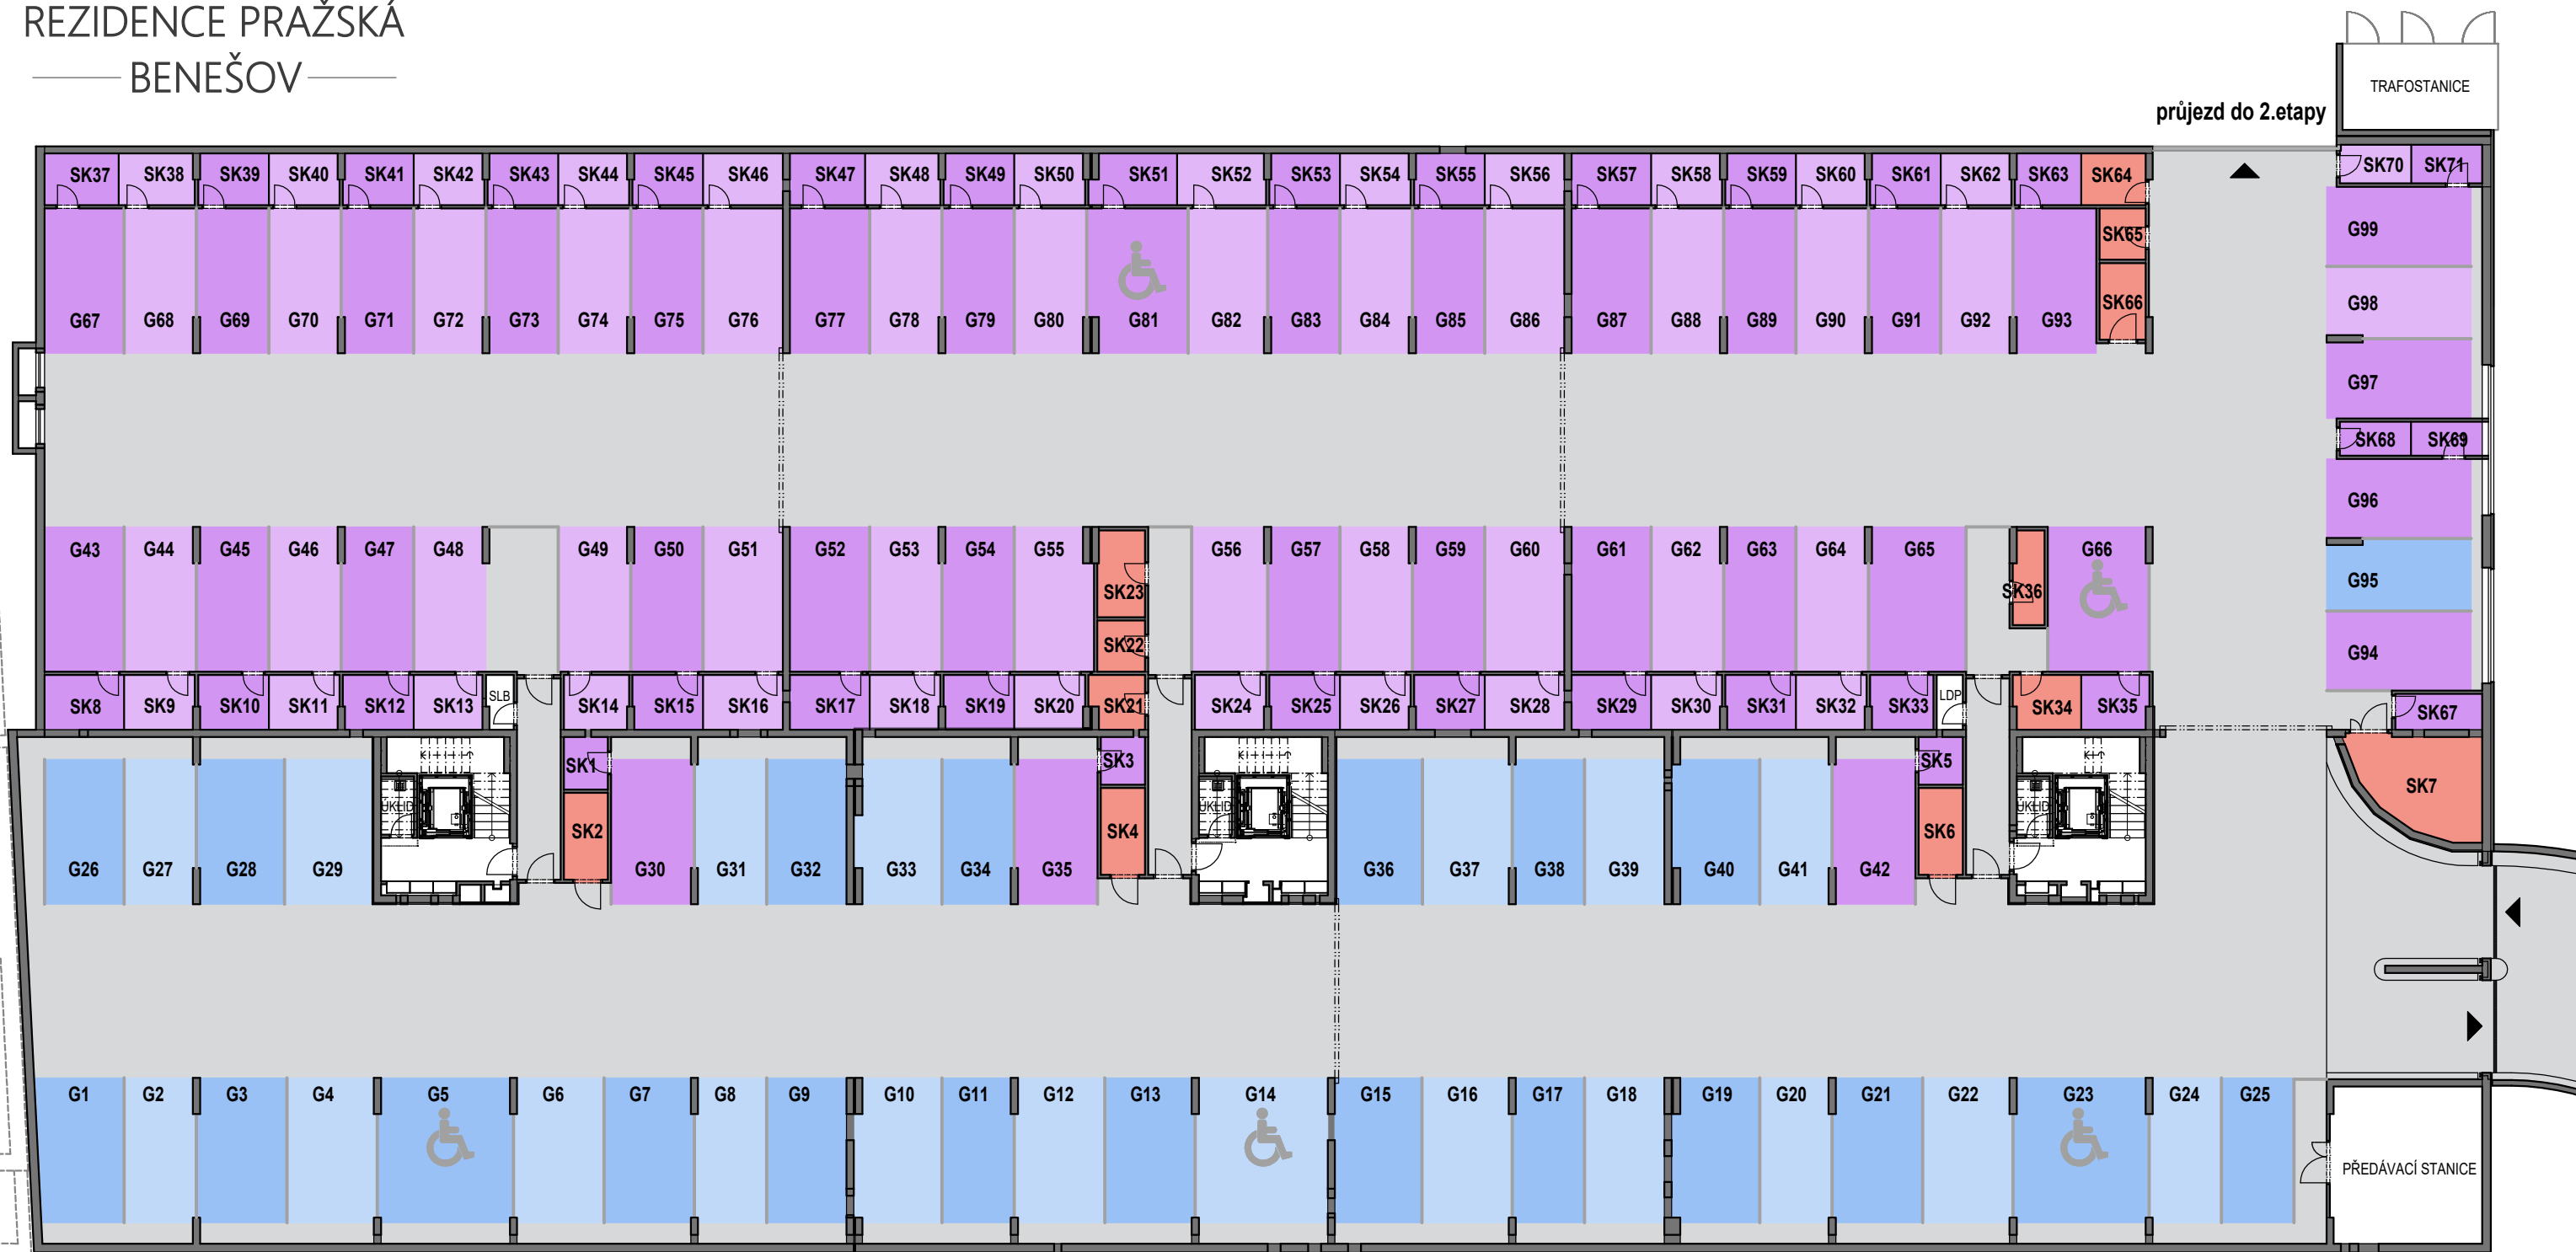 REZIDENCE PRAŽSKÁ
BENEŠOV
TRAFOSTANICE
průjezd do 2.etapy
SK37 SK38 SK39 SK40 SK41 SK42 SK43 SK44 SK45 SK46 SK47 SK48 SK49 SK50 SK51 SK52 SK53 SK54 SK55 SK56 SK57 SK58 SK59 SK60 SK61 SK62 SK63 SK64 SK70 SK71
SK65
G99
SK66
G98
G67 G68 G69 G70 G71 G72 G73 G74 G75 G76 G77 G78 G79 G80 G81 G82 G83 G84 G85 G86 G87 G88 G89 G90 G91 G92 G93
G97
SK68 SK69
G96
G43 G44 G45 G46 G47 G48 G49 G50 G51 G52 G53 G54 G55 G56 G57 G58 G59 G60 G61 G62 G63 G64 G65 G66
G95
SK23 SK36
SK22
G94
SLB LDP
SK8 SK9 SK10 SK11 SK12 SK13 SK14 SK15 SK16 SK17 SK18 SK19 SK20 SK21 SK24 SK25 SK26 SK27 SK28 SK29 SK30 SK31 SK32 SK33 SK34 SK35 SK67
SK1 SK3 SK5
SK7
ÚKLID ÚKLID ÚKLID
SK2 SK4 SK6
G26 G27 G28 G29 G30 G31 G32 G33 G34 G35 G36 G37 G38 G39 G40 G41 G42
G1 G2 G3 G4 G5 G6 G7 G8 G9 G10 G11 G12 G13 G14 G15 G16 G17 G18 G19 G20 G21 G22 G23 G24 G25
PŘEDÁVACÍ STANICE